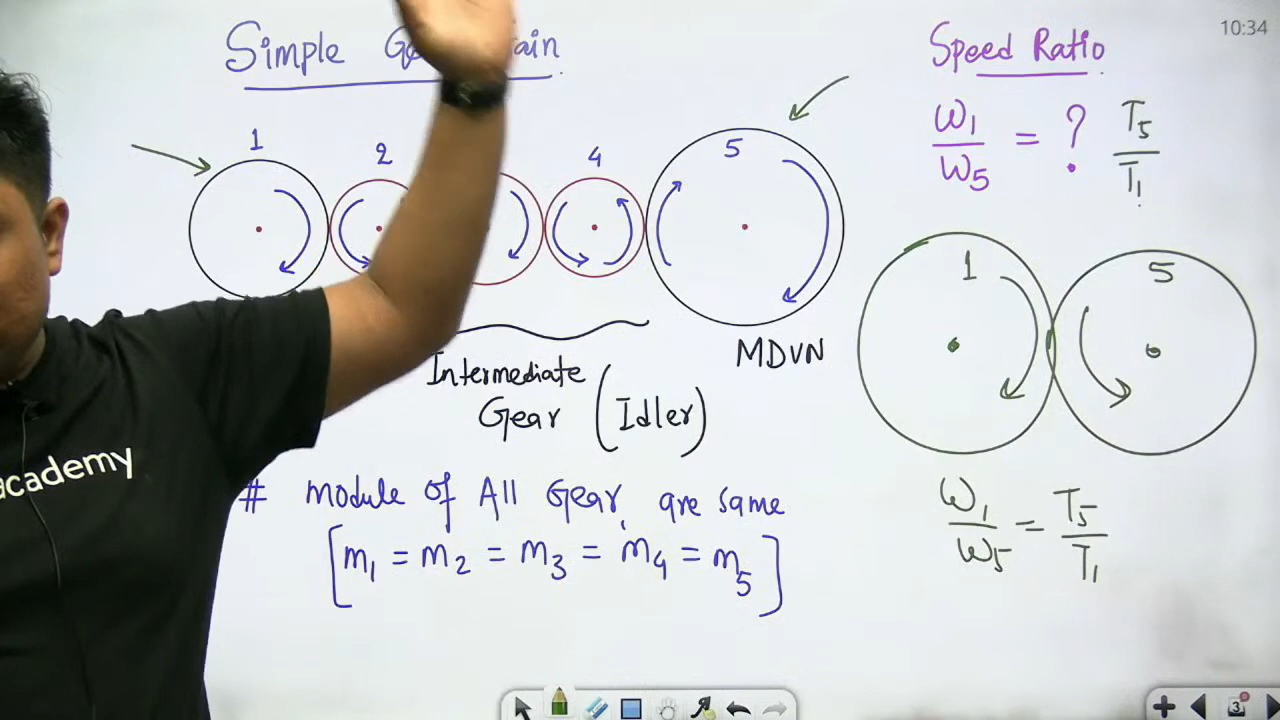 Simple
Speed Ratio
10:34
ω1/ω5 = ? T5/T1
1 2 4 5
1 5
MDVN
Intermediate
Gear (Idler)
# module of All Gear, are same
[m1 = m2 = m3 = m4 = m5]
ω1/ω5 = T5/T1
academy
3